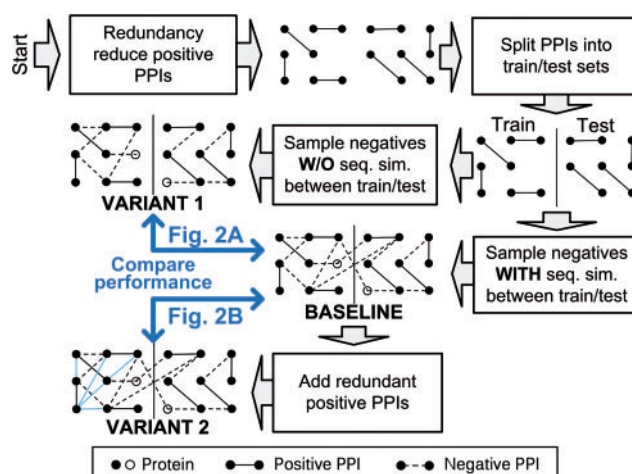 Start
Redundancy
reduce positive
PPIs
Split PPIs into
train/test sets
Train
Test
Sample negatives
W/O seq. sim.
between train/test
VARIANT 1
Fig. 2A
Compare
performance
Fig. 2B
BASELINE
Sample negatives
WITH seq. sim.
between train/test
Add redundant
positive PPIs
VARIANT 2
Protein
Positive PPI
Negative PPI